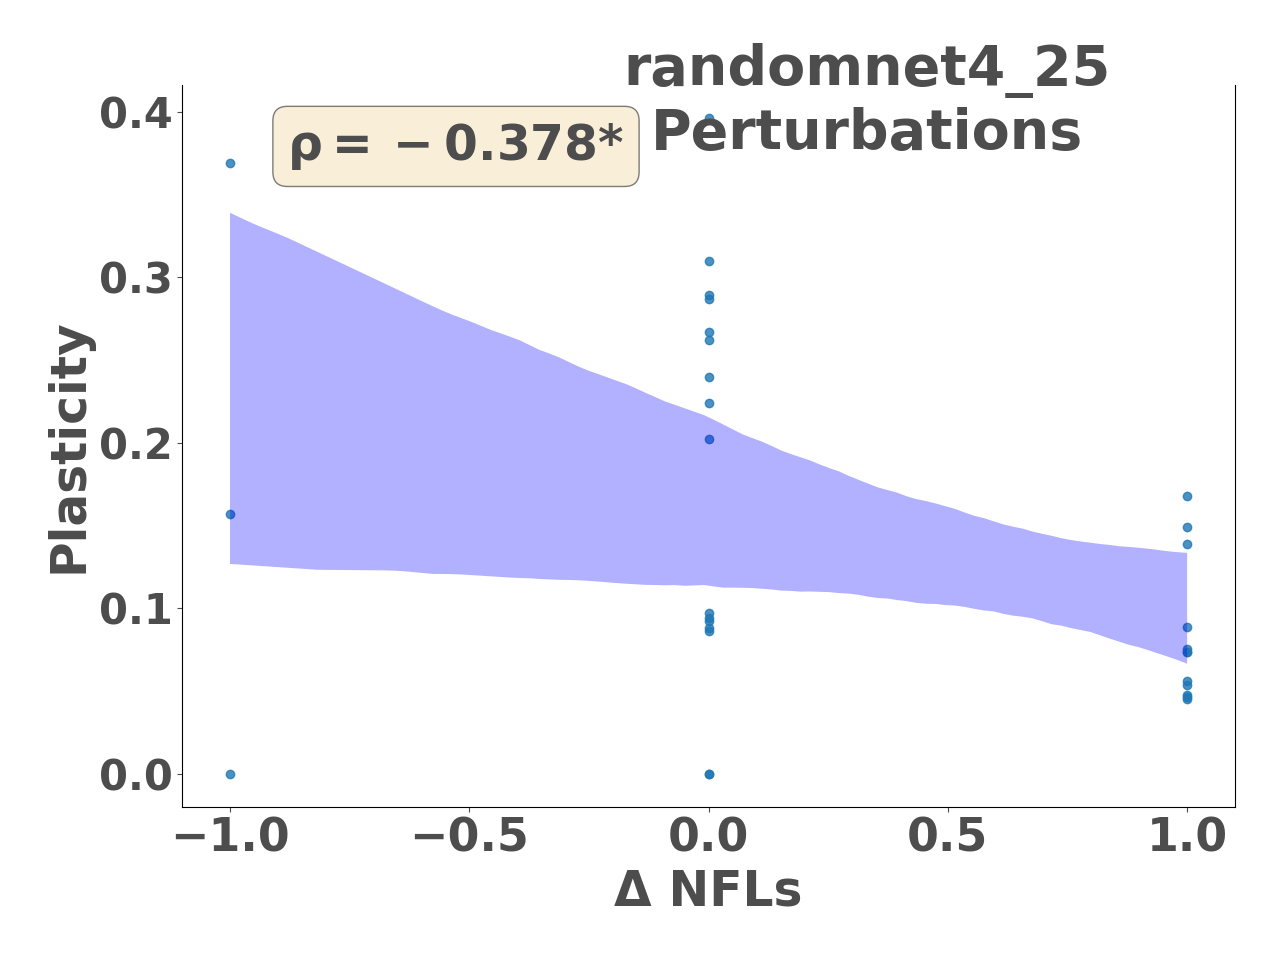 randomnet4_25
Perturbations
ρ = − 0.378*
0.4
0.3
0.2
0.1
0.0
Plasticity
−1.0 −0.5 0.0 0.5 1.0
Δ NFLs